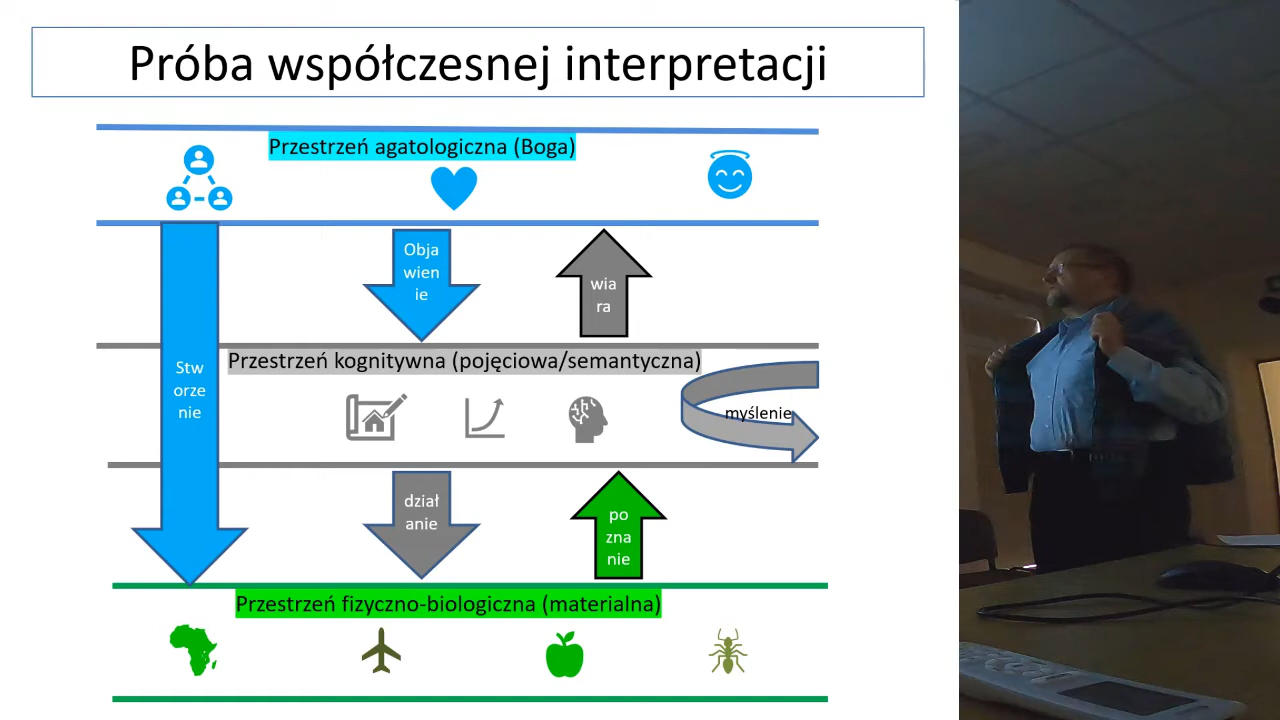 Próba współczesnej interpretacji
Przestrzeń agatologiczna (Boga)
Obja
wien
ie
wia
ra
Stw
orze
nie
Przestrzeń kognitywna (pojęciowa/semantyczna)
myślenie
dział
anie
po
zna
nie
Przestrzeń fizyczno-biologiczna (materialna)